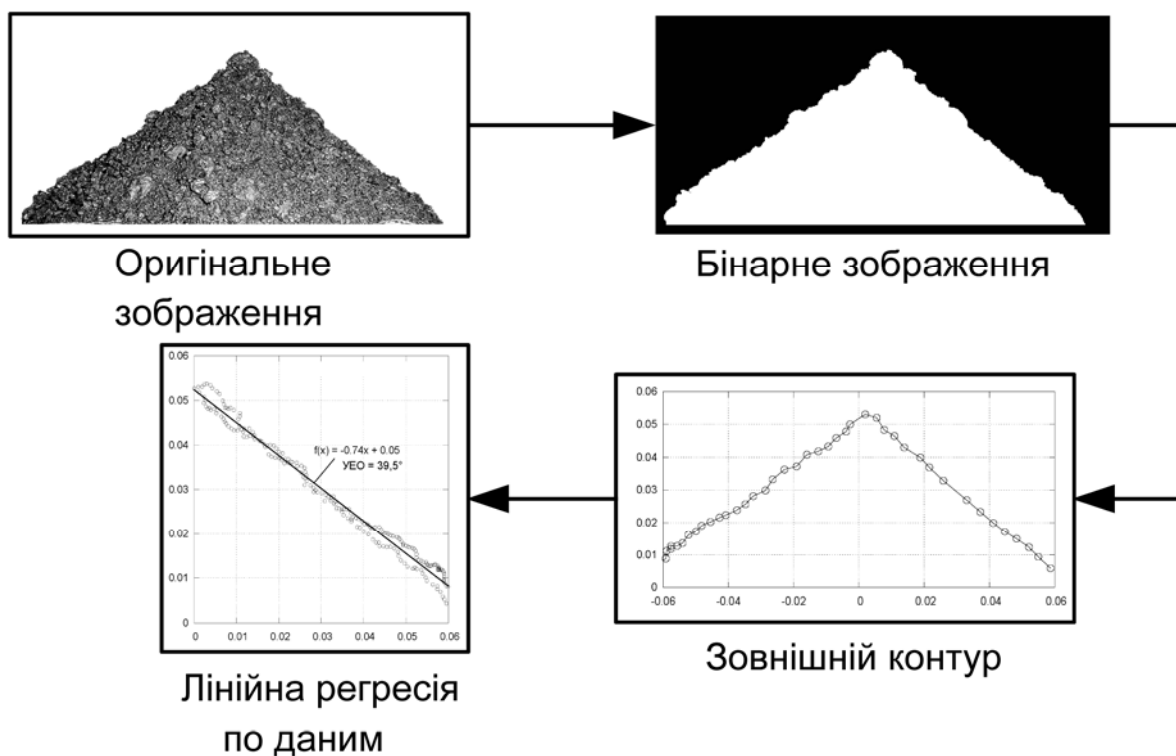 Оригінальне
зображення
Бінарне зображення
0.06
0.05
0.04
0.03
0.02
0.01
0
f(x) = -0.74x + 0.05
УЕО = 39,5°
0 0.01 0.02 0.03 0.04 0.05 0.06
Лінійна регресія
по даним
0.06
0.05
0.04
0.03
0.02
0.01
0
-0.06 -0.04 -0.02 0 0.02 0.04 0.06
Зовнішній контур